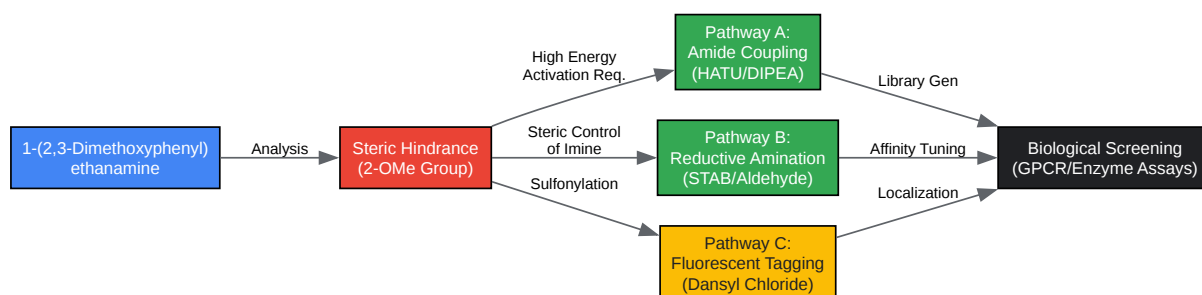 1-(2,3-Dimethoxyphenyl)
ethanamine
Analysis
Steric Hindrance
(2-OMe Group)
High Energy
Activation Req.
Steric Control
of Imine
Sulfonylation
Pathway A:
Amide Coupling
(HATU/DIPEA)
Pathway B:
Reductive Amination
(STAB/Aldehyde)
Pathway C:
Fluorescent Tagging
(Dansyl Chloride)
Library Gen
Affinity Tuning
Localization
Biological Screening
(GPCR/Enzyme Assays)